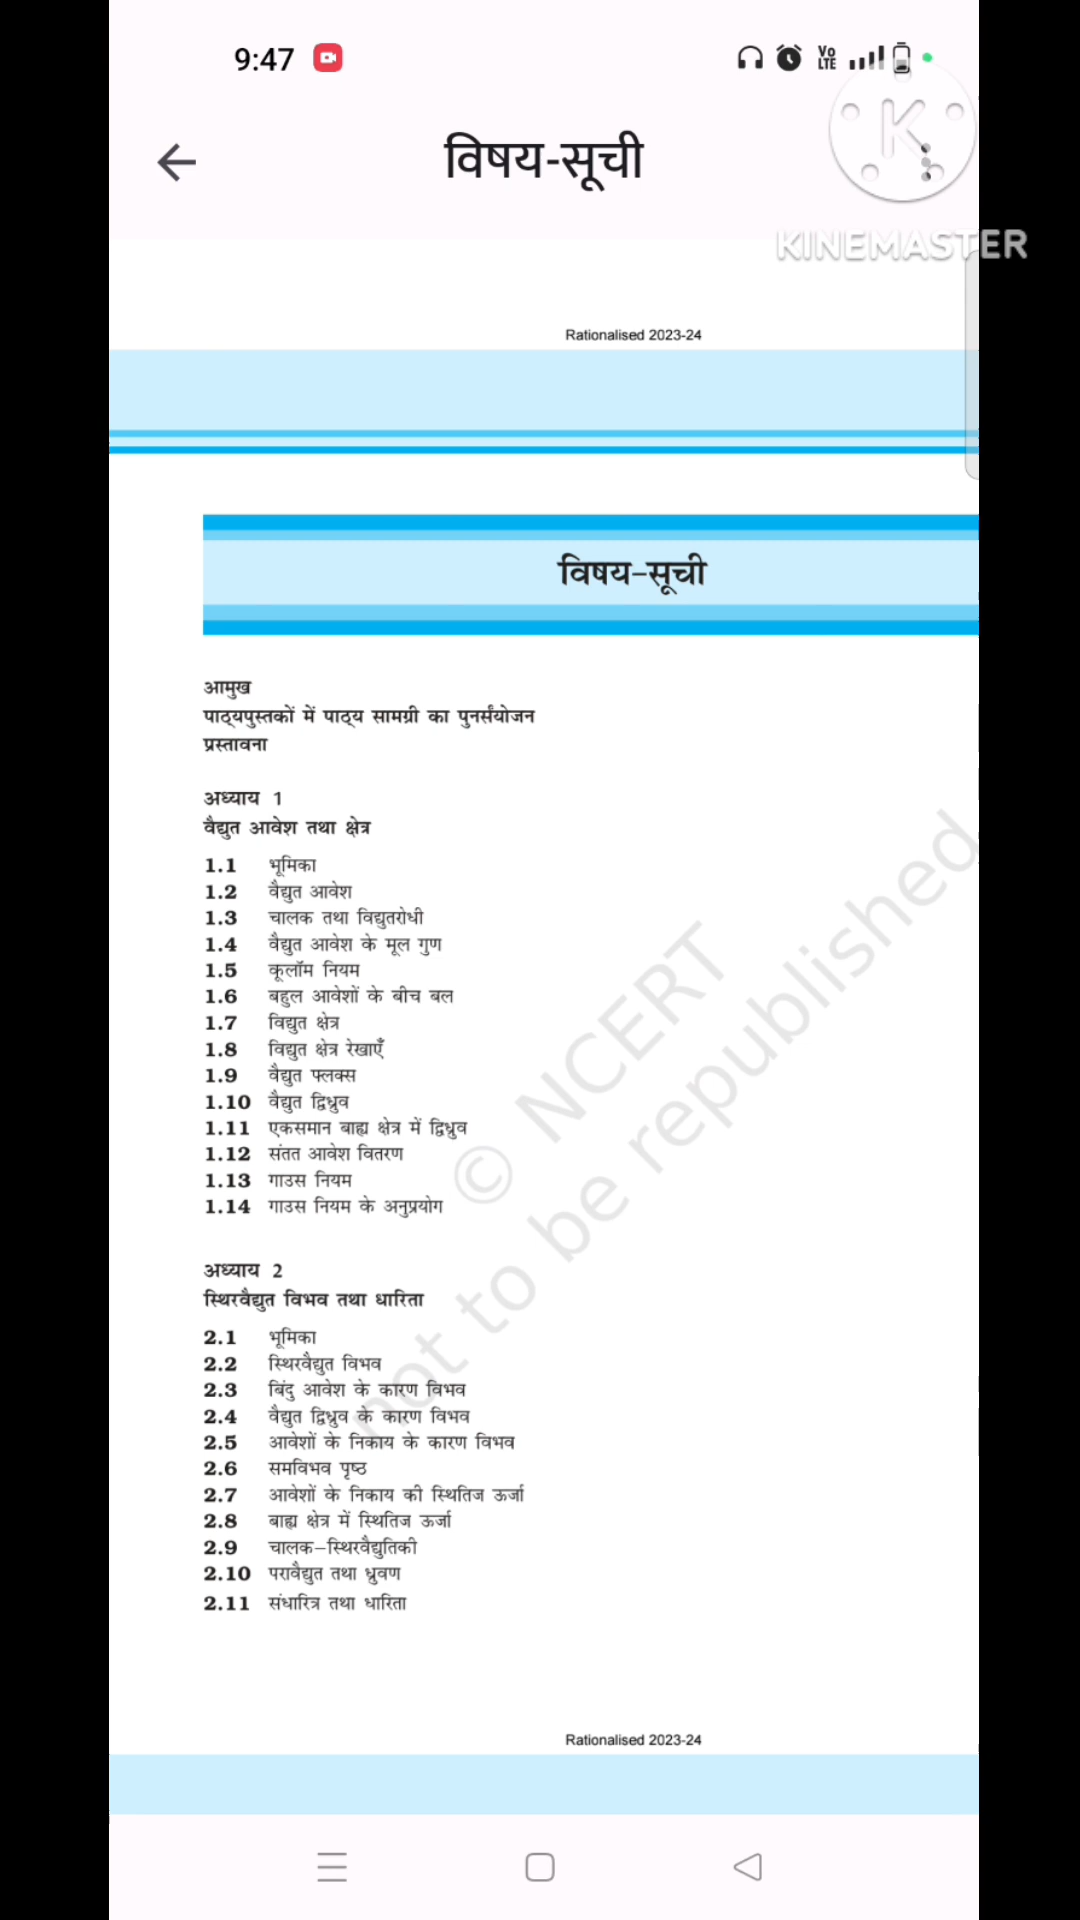 9:47
Vo LTE
विषय-सूची
KINEMASTER
Rationalised 2023-24
विषय-सूची
आमुख
पाठ्यपुस्तकों में पाठ्य सामग्री का पुनर्संयोजन
प्रस्तावना
अध्याय 1
वैद्युत आवेश तथा क्षेत्र
1.1 भूमिका
1.2 वैद्युत आवेश
1.3 चालक तथा विद्युतरोधी
1.4 वैद्युत आवेश के मूल गुण
1.5 कूलॉम नियम
1.6 बहुल आवेशों के बीच बल
1.7 विद्युत क्षेत्र
1.8 विद्युत क्षेत्र रेखाएँ
1.9 वैद्युत फ्लक्स
1.10 वैद्युत द्विध्रुव
1.11 एकसमान बाह्य क्षेत्र में द्विध्रुव
1.12 संतत आवेश वितरण
1.13 गाउस नियम
1.14 गाउस नियम के अनुप्रयोग
© NCERT
not to be republished
अध्याय 2
स्थिरवैद्युत विभव तथा धारिता
2.1 भूमिका
2.2 स्थिरवैद्युत विभव
2.3 बिंदु आवेश के कारण विभव
2.4 वैद्युत द्विध्रुव के कारण विभव
2.5 आवेशों के निकाय के कारण विभव
2.6 समविभव पृष्ठ
2.7 आवेशों के निकाय की स्थितिज ऊर्जा
2.8 बाह्य क्षेत्र में स्थितिज ऊर्जा
2.9 चालक-स्थिरवैद्युतिकी
2.10 परावैद्युत तथा ध्रुवण
2.11 संधारित्र तथा धारिता
Rationalised 2023-24